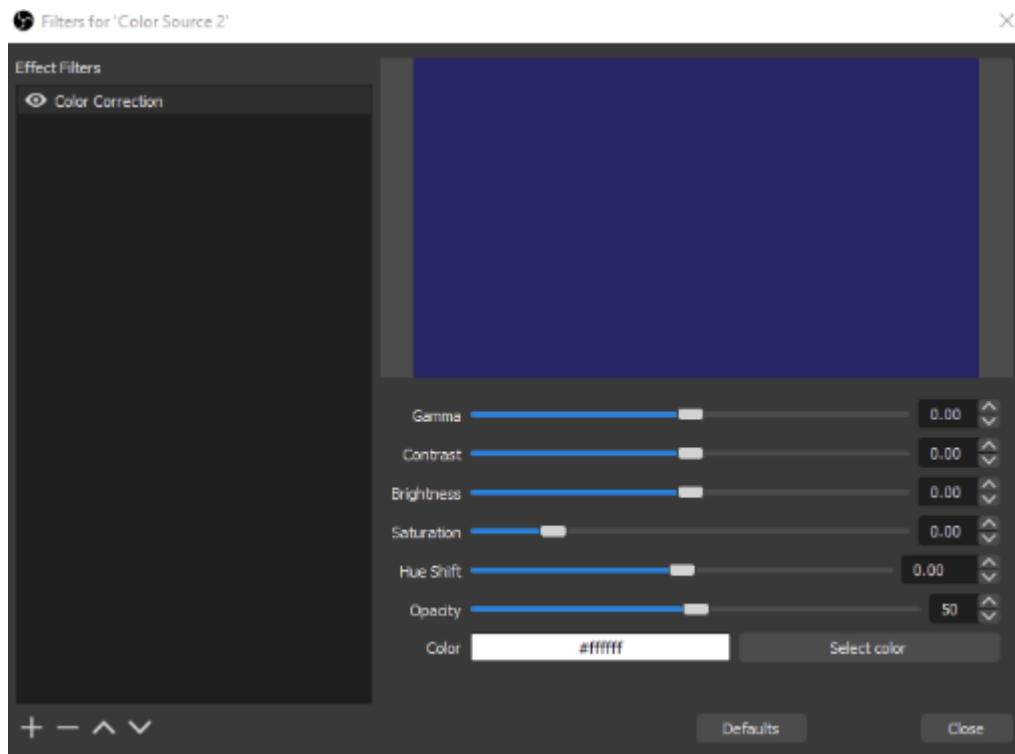 Filters for 'Color Source 2'
Effect Filters
Color Correction
Gamma 0.00
Contrast 0.00
Brightness 0.00
Saturation 0.00
Hue Shift 0.00
Opacity 50
Color #ffffff Select color
Defaults Close